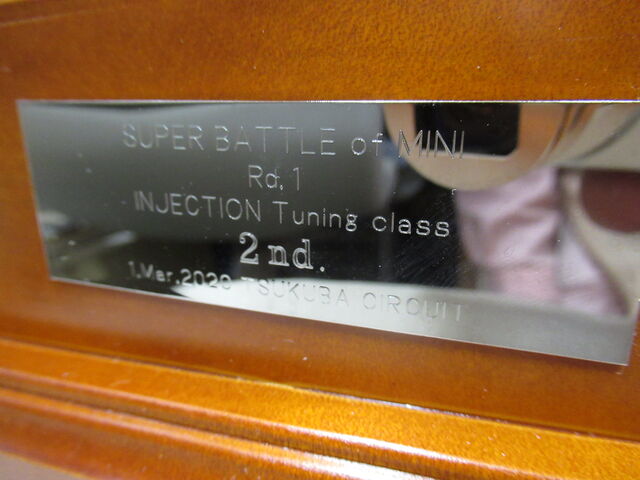 SUPER BATTLE of MINI
Rd.1
INJECTION Tuning class
2nd.
1.Mar.2020 TSUKUBA CIRCUIT